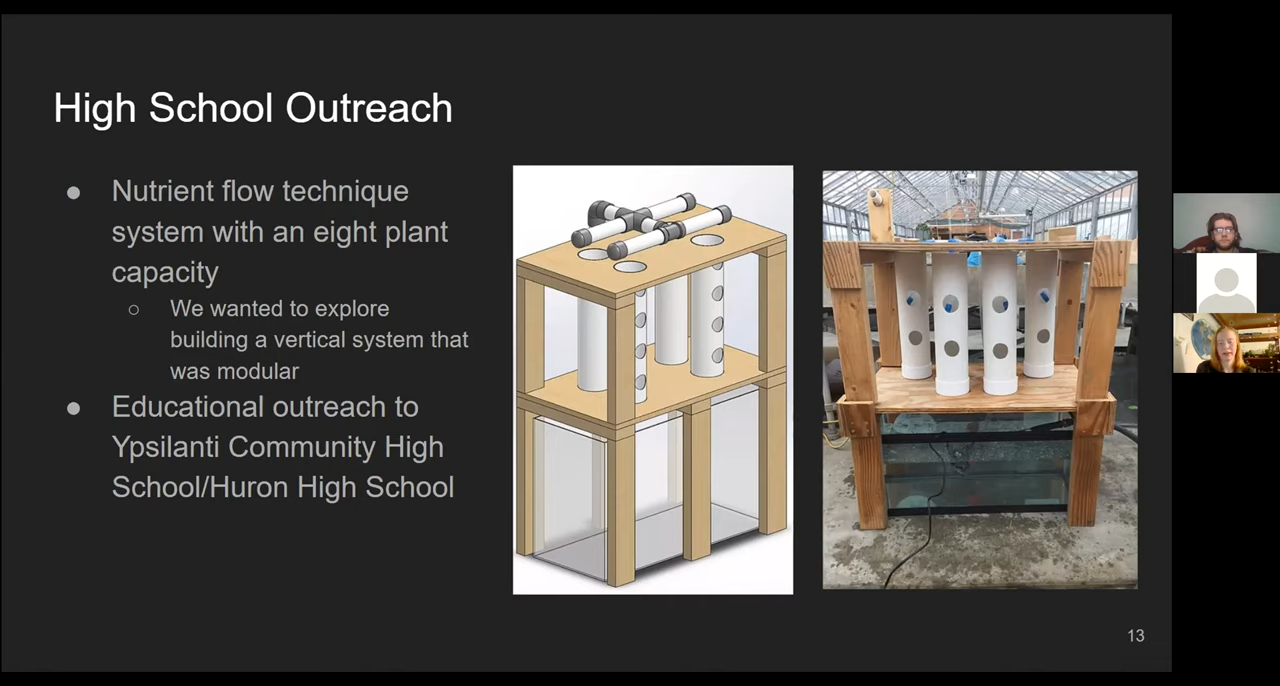 High School Outreach
● Nutrient flow technique
system with an eight plant
capacity
○ We wanted to explore
building a vertical system that
was modular
● Educational outreach to
Ypsilanti Community High
School/Huron High School
13